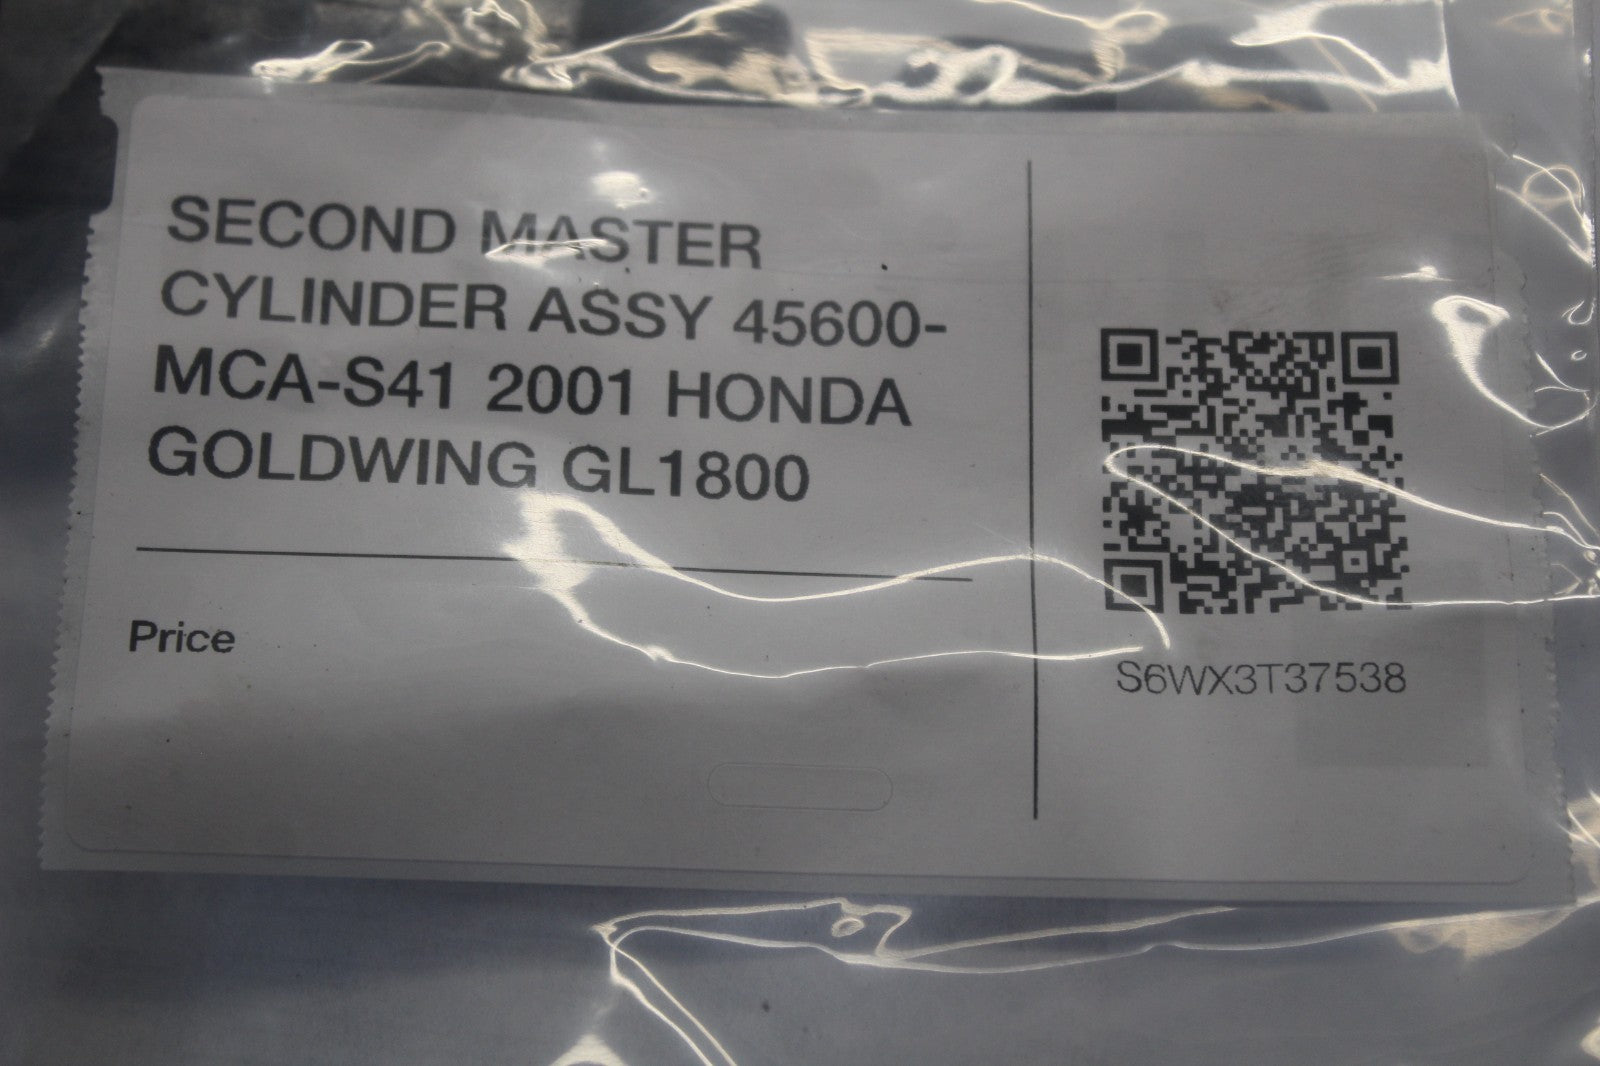 SECOND MASTER
CYLINDER ASSY 45600-
MCA-S41 2001 HONDA
GOLDWING GL1800
Price
S6WX3T37538